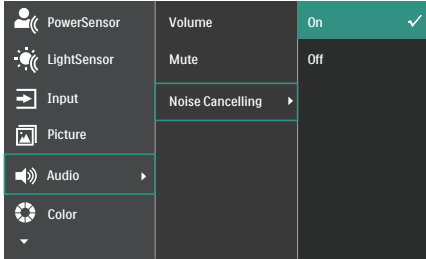 PowerSensor
LightSensor
Input
Picture
Audio
Color
Volume
Mute
Noise Cancelling
On
Off